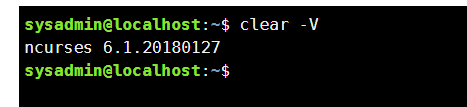 sysadmin@localhost:~$ clear -V
ncurses 6.1.20180127
sysadmin@localhost:~$